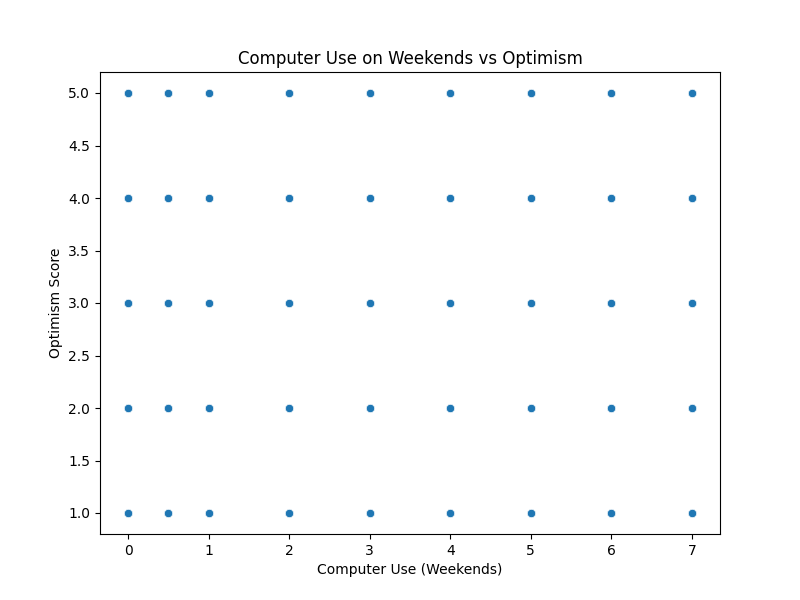 Computer Use on Weekends vs Optimism
5.0
4.5
4.0
3.5
3.0
2.5
2.0
1.5
1.0
Optimism Score
0 1 2 3 4 5 6 7
Computer Use (Weekends)